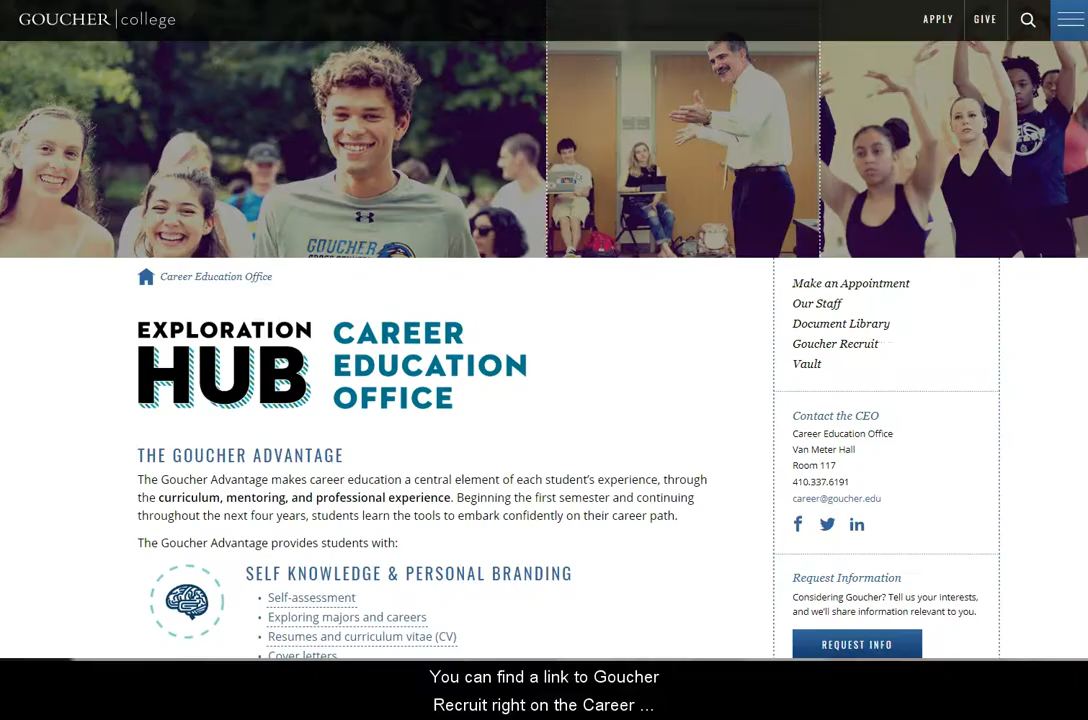 GOUCHER | college
APPLY
GIVE
GOUCHER
Career Education Office
EXPLORATION
HUB
CAREER
EDUCATION
OFFICE
THE GOUCHER ADVANTAGE
The Goucher Advantage makes career education a central element of each student's experience, through
the curriculum, mentoring, and professional experience. Beginning the first semester and continuing
throughout the next four years, students learn the tools to embark confidently on their career path.
The Goucher Advantage provides students with:
SELF KNOWLEDGE & PERSONAL BRANDING
• Self-assessment
• Exploring majors and careers
• Resumes and curriculum vitae (CV)
• Cover letters
Make an Appointment
Our Staff
Document Library
Goucher Recruit
Vault
Contact the CEO
Career Education Office
Van Meter Hall
Room 117
410.337.6191
career@goucher.edu
Request Information
Considering Goucher? Tell us your interests,
and we'll share information relevant to you.
REQUEST INFO
You can find a link to Goucher
Recruit right on the Career ...